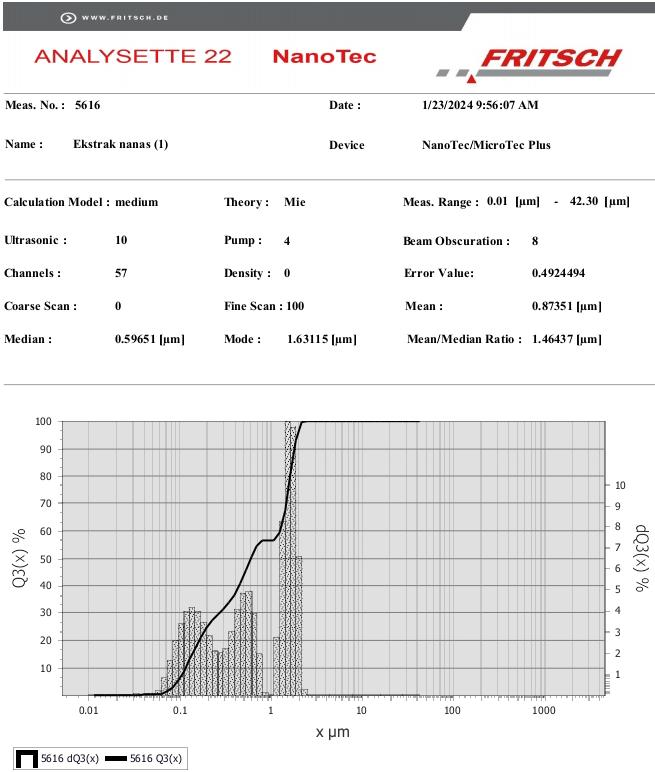 WWW.FRITSCH.DE
ANALYSETTE 22 NanoTec FRITSCH
Meas. No. : 5616 Date : 1/23/2024 9:56:07 AM
Name : Ekstrak nanas (1) Device NanoTec/MicroTec Plus
Calculation Model : medium Theory : Mie Meas. Range : 0.01 [µm] - 42.30 [µm]
Ultrasonic : 10 Pump : 4 Beam Obscuration : 8
Channels : 57 Density : 0 Error Value: 0.4924494
Coarse Scan : 0 Fine Scan : 100 Mean : 0.87351 [µm]
Median : 0.59651 [µm] Mode : 1.63115 [µm] Mean/Median Ratio : 1.46437 [µm]
100
90
80
70
60
50
40
30
20
10
Q3(x) %
10
9
8
7
6
5
4
3
2
1
dQ3(x) %
0.01 0.1 1 10 100 1000
x µm
5616 dQ3(x) 5616 Q3(x)